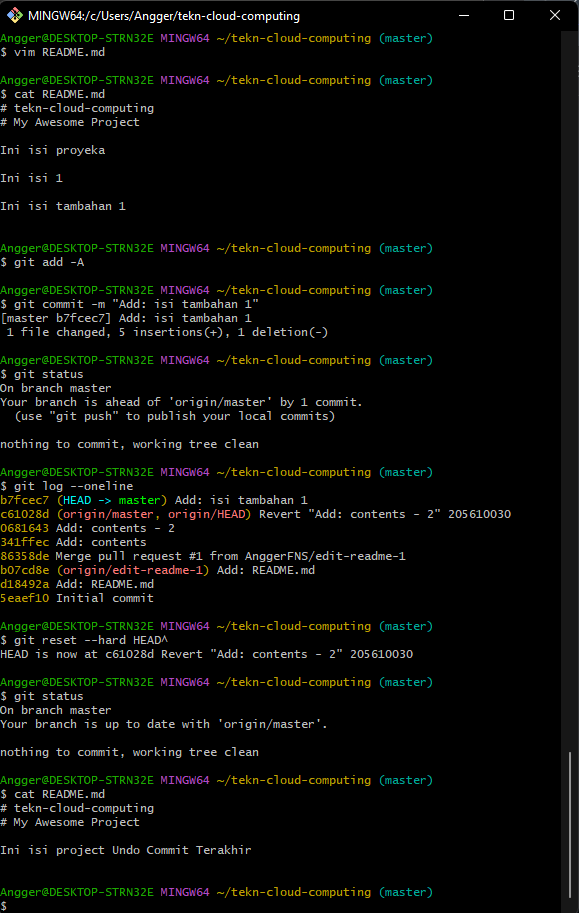 MINGW64:/c/Users/Angger/tekn-cloud-computing
Angger@DESKTOP-STRN32E MINGW64 ~/tekn-cloud-computing (master)
$ vim README.md
Angger@DESKTOP-STRN32E MINGW64 ~/tekn-cloud-computing (master)
$ cat README.md
# tekn-cloud-computing
# My Awesome Project
Ini isi proyeka
Ini isi 1
Ini isi tambahan 1
Angger@DESKTOP-STRN32E MINGW64 ~/tekn-cloud-computing (master)
$ git add -A
Angger@DESKTOP-STRN32E MINGW64 ~/tekn-cloud-computing (master)
$ git commit -m "Add: isi tambahan 1"
[master b7fcec7] Add: isi tambahan 1
 1 file changed, 5 insertions(+), 1 deletion(-)
Angger@DESKTOP-STRN32E MINGW64 ~/tekn-cloud-computing (master)
$ git status
On branch master
Your branch is ahead of 'origin/master' by 1 commit.
  (use "git push" to publish your local commits)
nothing to commit, working tree clean
Angger@DESKTOP-STRN32E MINGW64 ~/tekn-cloud-computing (master)
$ git log --oneline
b7fcec7 (HEAD -> master) Add: isi tambahan 1
c61028d (origin/master, origin/HEAD) Revert "Add: contents - 2" 205610030
0681643 Add: contents - 2
341ffec Add: contents
86358de Merge pull request #1 from AnggerFNS/edit-readme-1
b07cd8e (origin/edit-readme-1) Add: README.md
d18492a Add: README.md
5eaef10 Initial commit
Angger@DESKTOP-STRN32E MINGW64 ~/tekn-cloud-computing (master)
$ git reset --hard HEAD^
HEAD is now at c61028d Revert "Add: contents - 2" 205610030
Angger@DESKTOP-STRN32E MINGW64 ~/tekn-cloud-computing (master)
$ git status
On branch master
Your branch is up to date with 'origin/master'.
nothing to commit, working tree clean
Angger@DESKTOP-STRN32E MINGW64 ~/tekn-cloud-computing (master)
$ cat README.md
# tekn-cloud-computing
# My Awesome Project
Ini isi project Undo Commit Terakhir
Angger@DESKTOP-STRN32E MINGW64 ~/tekn-cloud-computing (master)
$